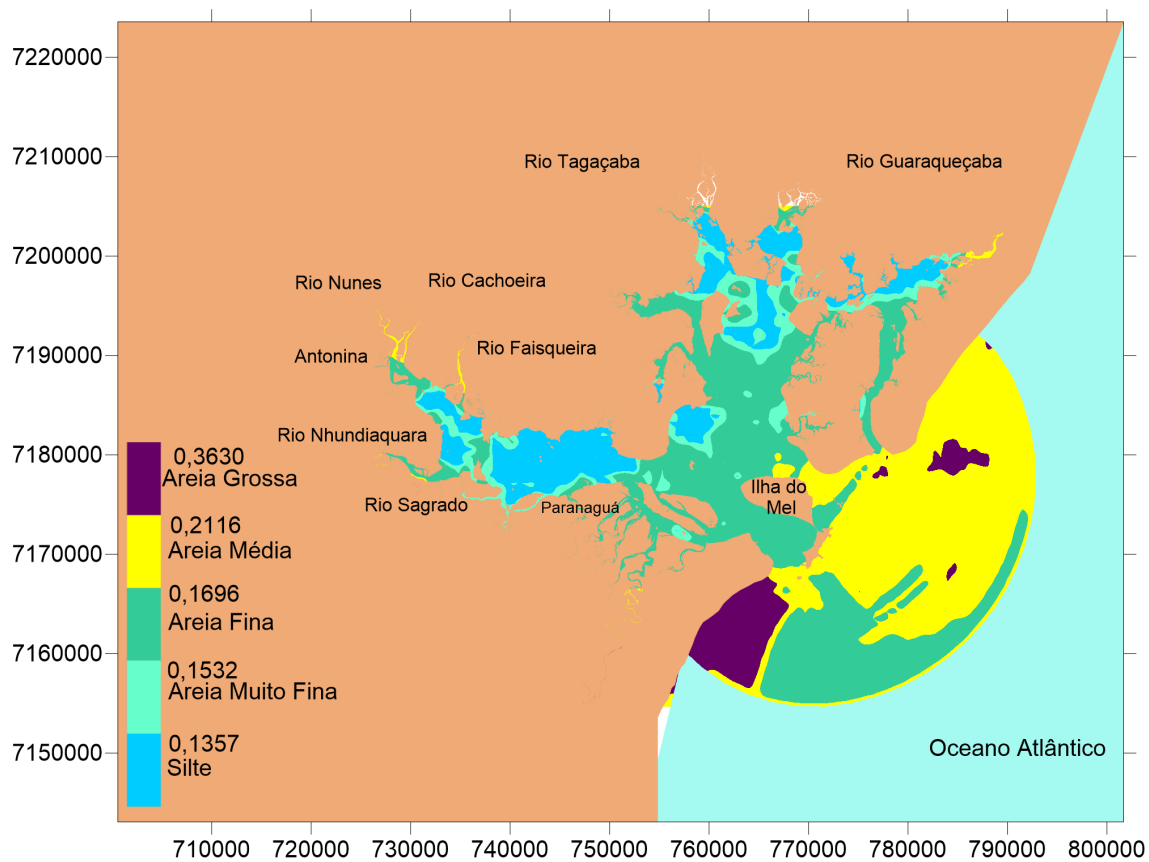 7220000
7210000
7200000
7190000
7180000
7170000
7160000
7150000
Rio Tagaçaba
Rio Guaraqueçaba
Rio Nunes
Rio Cachoeira
Antonina
Rio Faisqueira
Rio Nhundiaquara
Rio Sagrado
Paranaguá
Ilha do
Mel
0,3630
Areia Grossa
0,2116
Areia Média
0,1696
Areia Fina
0,1532
Areia Muito Fina
0,1357
Silte
Oceano Atlântico
710000 720000 730000 740000 750000 760000 770000 780000 790000 800000